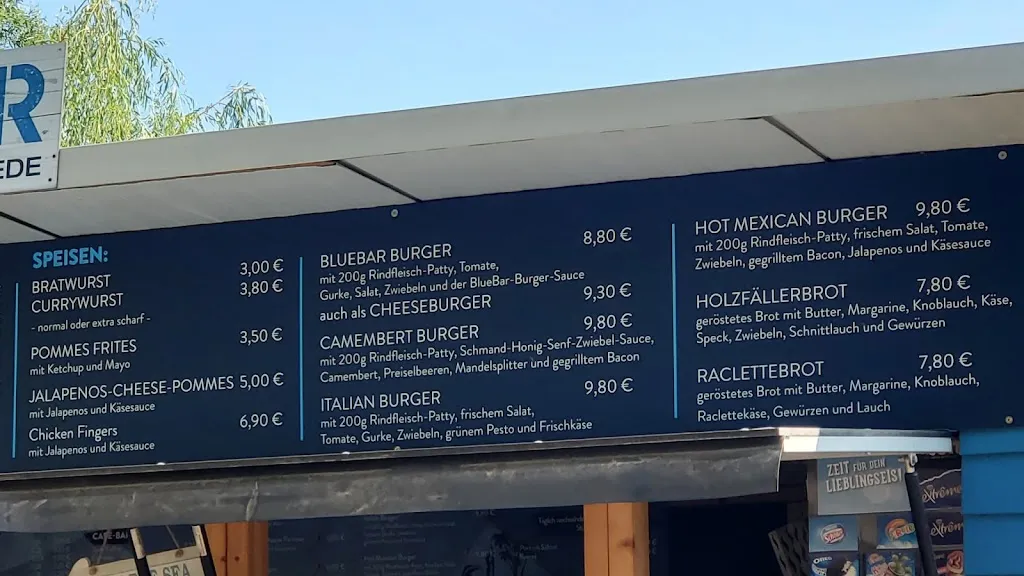 R
EDE
SPEISEN:
BRATWURST 3,00 €
CURRYWURST 3,80 €
- normal oder extra scharf -
POMMES FRITES 3,50 €
mit Ketchup und Mayo
JALAPENOS-CHEESE-POMMES 5,00 €
mit Jalapenos und Käsesauce
Chicken Fingers 6,90 €
mit Jalapenos und Käsesauce
BLUEBAR BURGER 8,80 €
mit 200g Rindfleisch-Patty, Tomate,
Gurke, Salat, Zwiebeln und der BlueBar-Burger-Sauce
auch als CHEESEBURGER 9,30 €
CAMEMBERT BURGER 9,80 €
mit 200g Rindfleisch-Patty, Schmand-Honig-Senf-Zwiebel-Sauce,
Camembert, Preiselbeeren, Mandelsplitter und gegrilltem Bacon
ITALIAN BURGER 9,80 €
mit 200g Rindfleisch-Patty, frischem Salat,
Tomate, Gurke, Zwiebeln, grünem Pesto und Frischkäse
HOT MEXICAN BURGER 9,80 €
mit 200g Rindfleisch-Patty, frischem Salat, Tomate,
Zwiebeln, gegrilltem Bacon, Jalapenos und Käsesauce
HOLZFÄLLERBROT 7,80 €
geröstetes Brot mit Butter, Margarine, Knoblauch, Käse,
Speck, Zwiebeln, Schnittlauch und Gewürzen
RACLETTEBROT 7,80 €
geröstetes Brot mit Butter, Margarine, Knoblauch,
Raclettekäse, Gewürzen und Lauch
ZEIT FÜR DEIN
LIEBLINGSEIS!
Xtreme